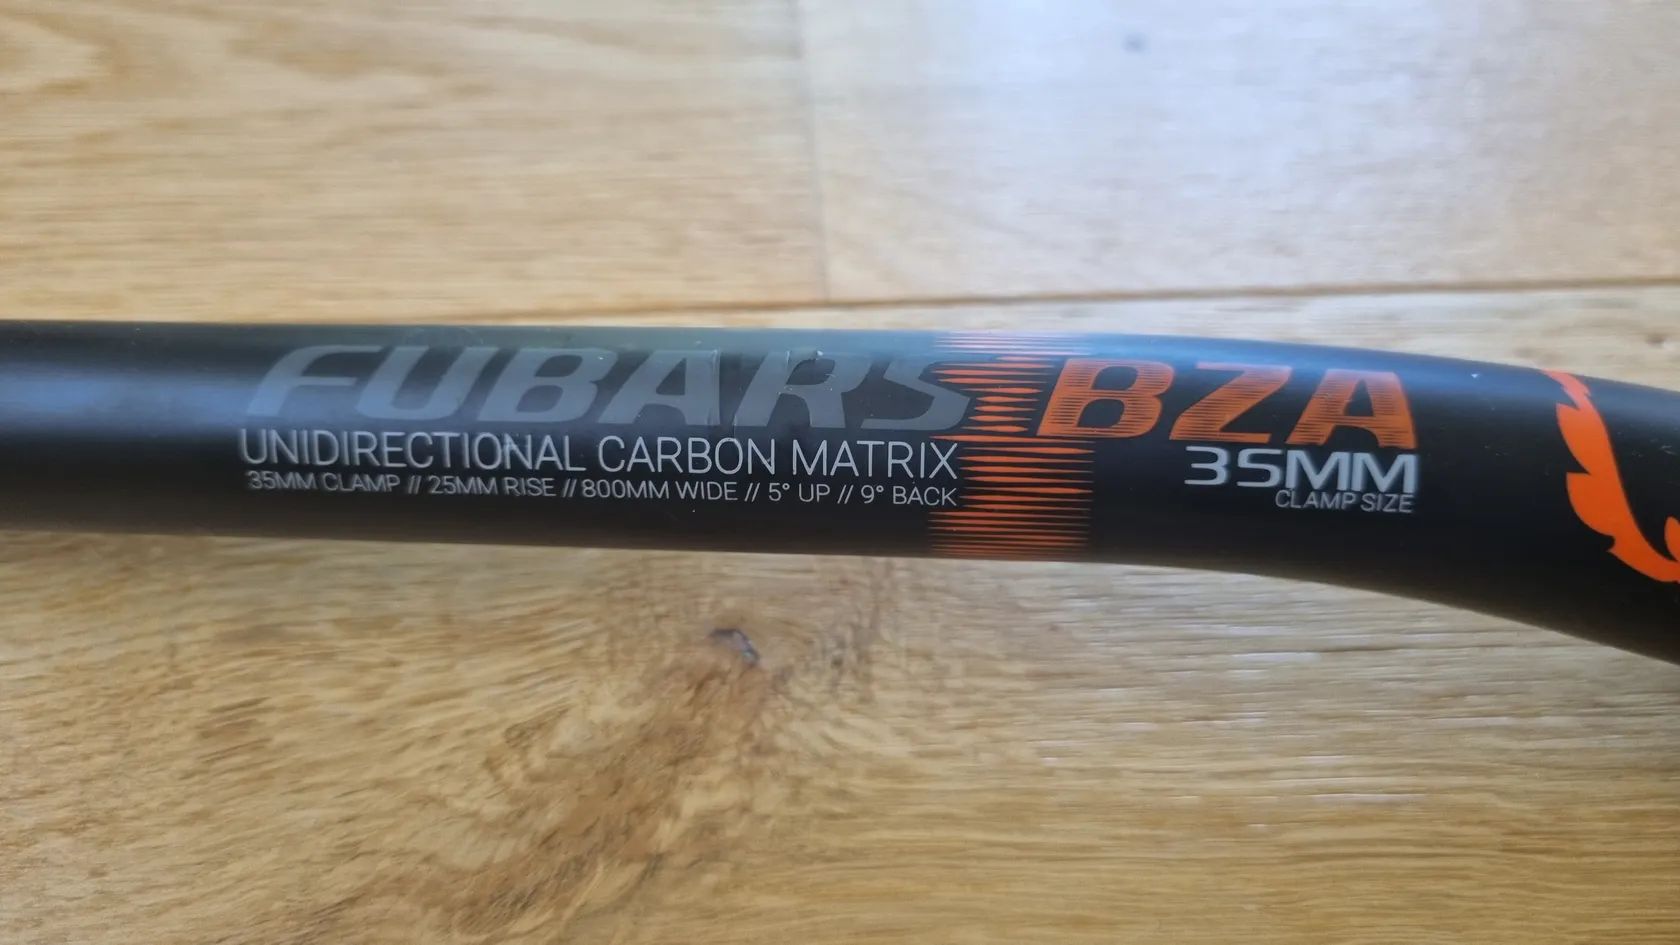 FUBARS BZA
UNIDIRECTIONAL CARBON MATRIX
35MM CLAMP // 25MM RISE // 800MM WIDE // 5° UP // 9° BACK
35MM
CLAMP SIZE